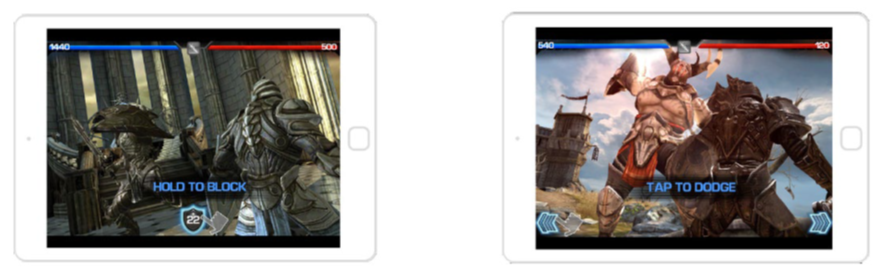 1440 500
HOLD TO BLOCK
22
540 120
TAP TO DODGE